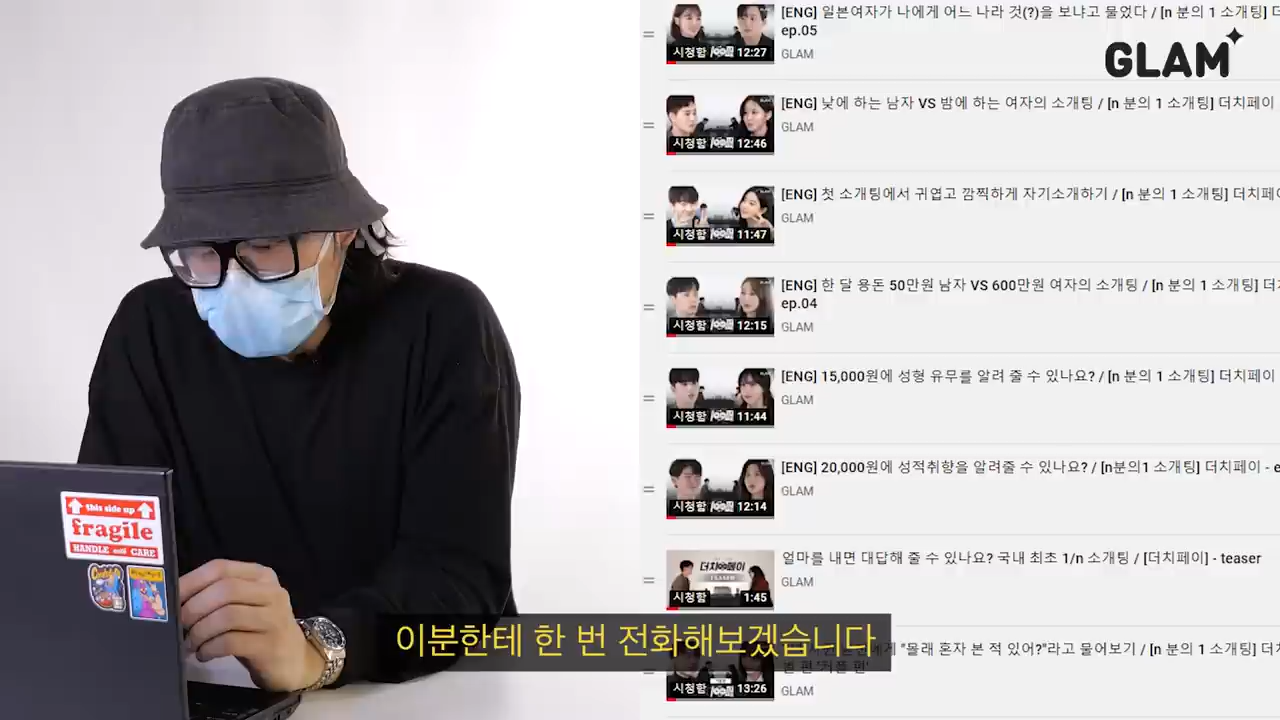 [ENG] 일본여자가 나에게 어느 나라 것(?)을 보냐고 물었다 / [n 분의 1 소개팅]
ep.05
GLAM
시청함 12:27
GLAM
[ENG] 낮에 하는 남자 VS 밤에 하는 여자의 소개팅 / [n 분의 1 소개팅] 더치페이
GLAM
시청함 12:46
[ENG] 첫 소개팅에서 귀엽고 깜찍하게 자기소개하기 / [n 분의 1 소개팅] 더치페이
GLAM
시청함 11:47
[ENG] 한 달 용돈 50만원 남자 VS 600만원 여자의 소개팅 / [n 분의 1 소개팅]
ep.04
GLAM
시청함 12:15
[ENG] 15,000원에 성형 유무를 알려 줄 수 있나요? / [n 분의 1 소개팅] 더치페이
GLAM
시청함 11:44
[ENG] 20,000원에 성적취향을 알려줄 수 있나요? / [n분의1 소개팅] 더치페이 - e
GLAM
시청함 12:14
얼마를 내면 대답해 줄 수 있나요? 국내 최초 1/n 소개팅 / [더치페이] - teaser
GLAM
더치페이
시청함 1:45
"몰래 혼자 본 적 있어?"라고 물어보기 / [n 분의 1 소개팅]
GLAM
시청함 13:26
this side up
fragile
HANDLE with CARE
이분한테 한 번 전화해보겠습니다